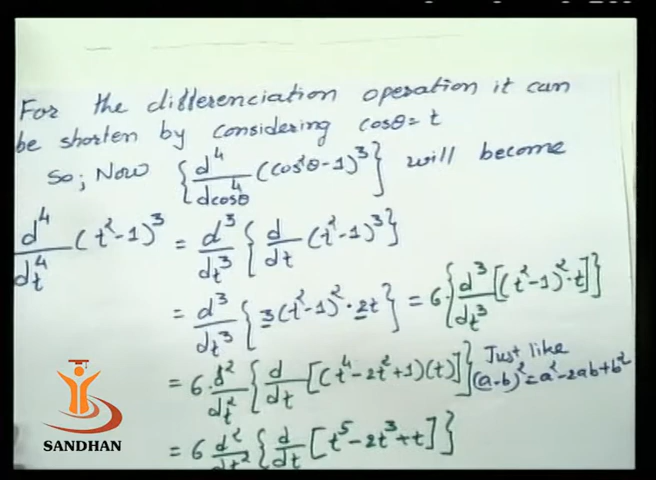 For the differenciation operation it can
be shorten by considering cosθ = t
So; Now {d⁴/dcosθ⁴ (cos²θ-1)³} will become
d⁴/dt⁴ (t²-1)³ = d³/dt³ {d/dt (t²-1)³}
= d³/dt³ {3(t²-1)²·2t} = 6·{d³/dt³ [(t²-1)²·t]}
= 6·d²/dt² {d/dt [(t⁴-2t²+1)(t)]} Just like
(a-b)² = a²-2ab+b²
= 6 d²/dt² {d/dt [t⁵-2t³+t]}
SANDHAN